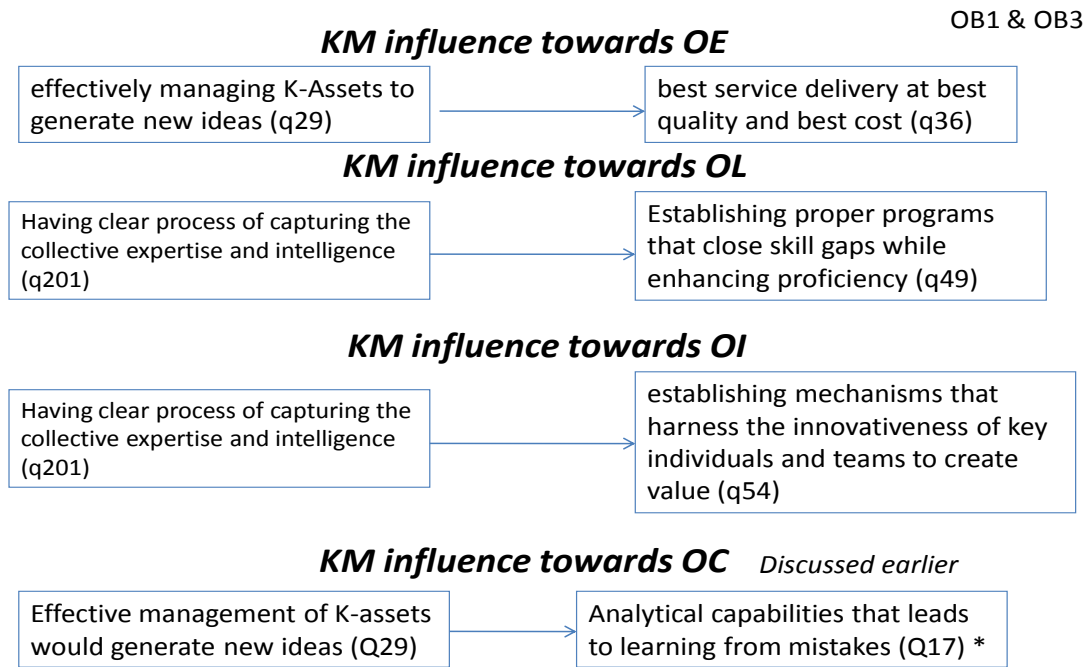 OB1 & OB3
KM influence towards OE
effectively managing K-Assets to
generate new ideas (q29)
best service delivery at best
quality and best cost (q36)
KM influence towards OL
Having clear process of capturing the
collective expertise and intelligence
(q201)
Establishing proper programs
that close skill gaps while
enhancing proficiency (q49)
KM influence towards OI
Having clear process of capturing the
collective expertise and intelligence
(q201)
establishing mechanisms that
harness the innovativeness of key
individuals and teams to create
value (q54)
KM influence towards OC Discussed earlier
Effective management of K-assets
would generate new ideas (Q29)
Analytical capabilities that leads
to learning from mistakes (Q17) *